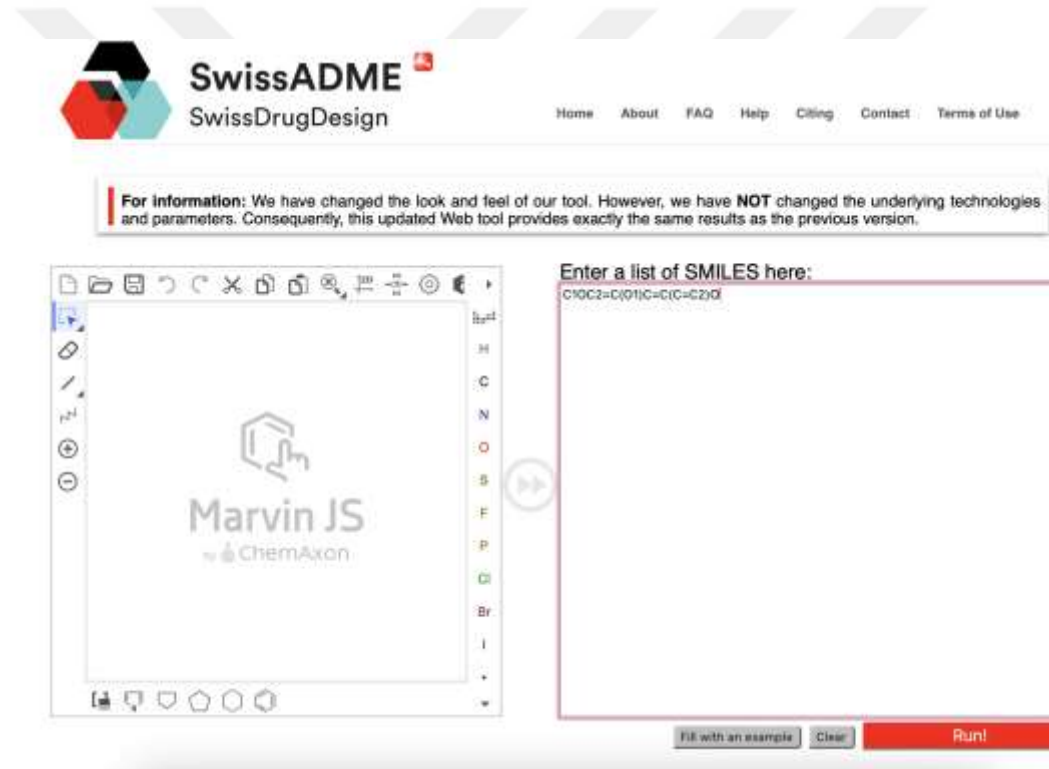 SwissADME
SwissDrugDesign
Home About FAQ Help Citing Contact Terms of Use
For information: We have changed the look and feel of our tool. However, we have NOT changed the underlying technologies
and parameters. Consequently, this updated Web tool provides exactly the same results as the previous version.
Enter a list of SMILES here:
C1OC2=C(O1)C=C(C=C2)O
H
C
N
O
S
F
P
Cl
Br
I
Marvin JS
by ChemAxon
Fill with an example Clear Run!